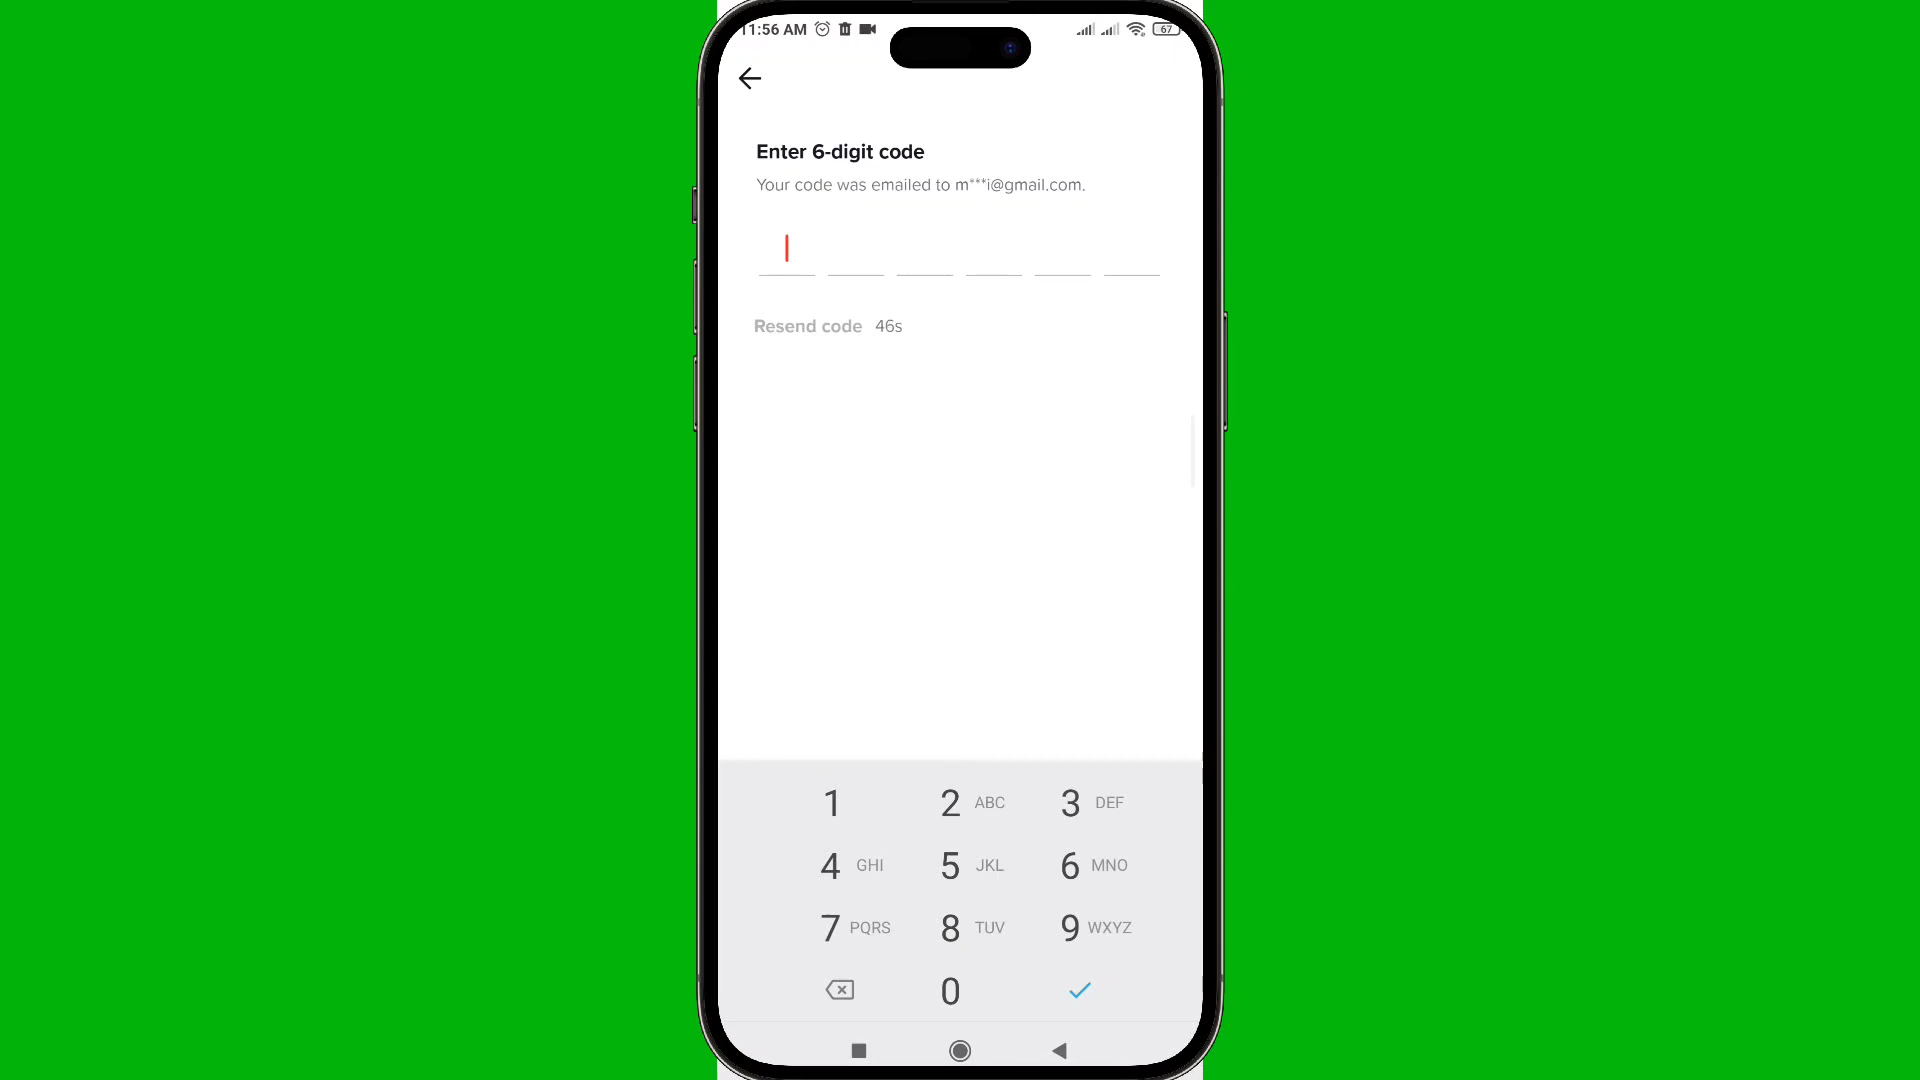 11:56 AM
67
Enter 6-digit code
Your code was emailed to m***i@gmail.com.
Resend code 46s
1
2 ABC
3 DEF
4 GHI
5 JKL
6 MNO
7 PQRS
8 TUV
9 WXYZ
0